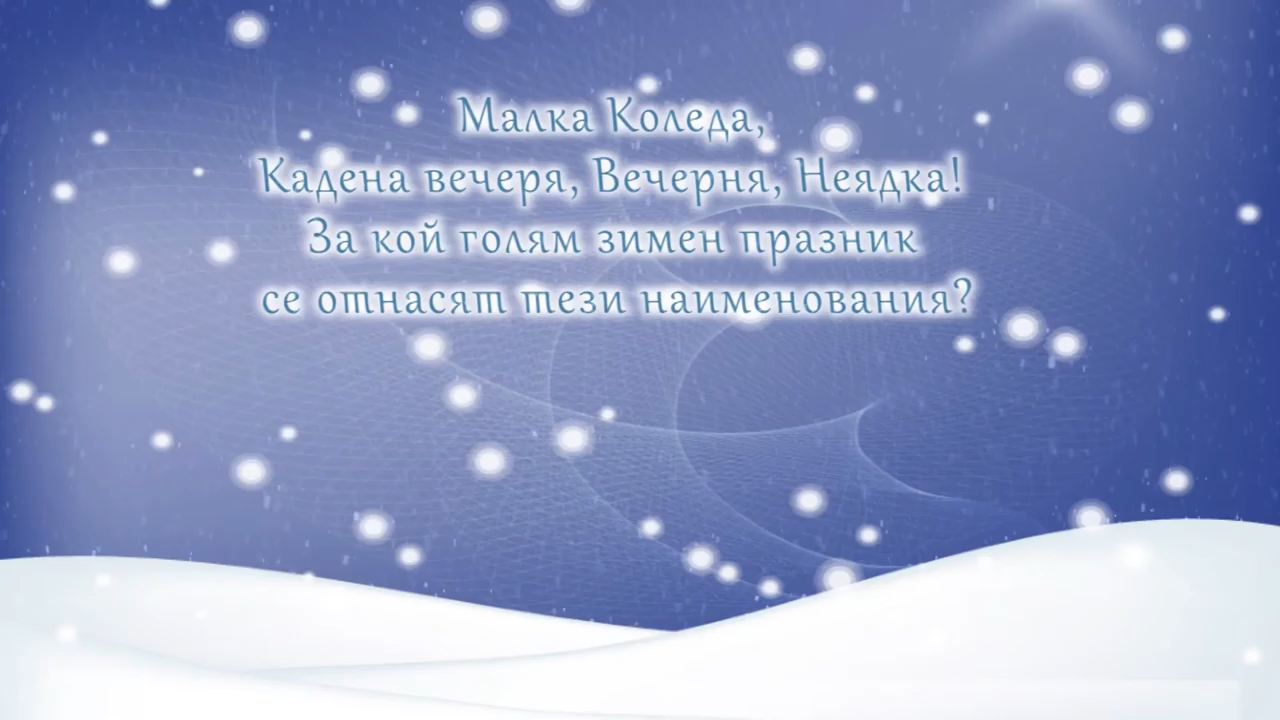 Малка Коледа,
Кадена вечеря, Вечерня, Неядка!
За кой голям зимен празник
се отнасят тези наименования?